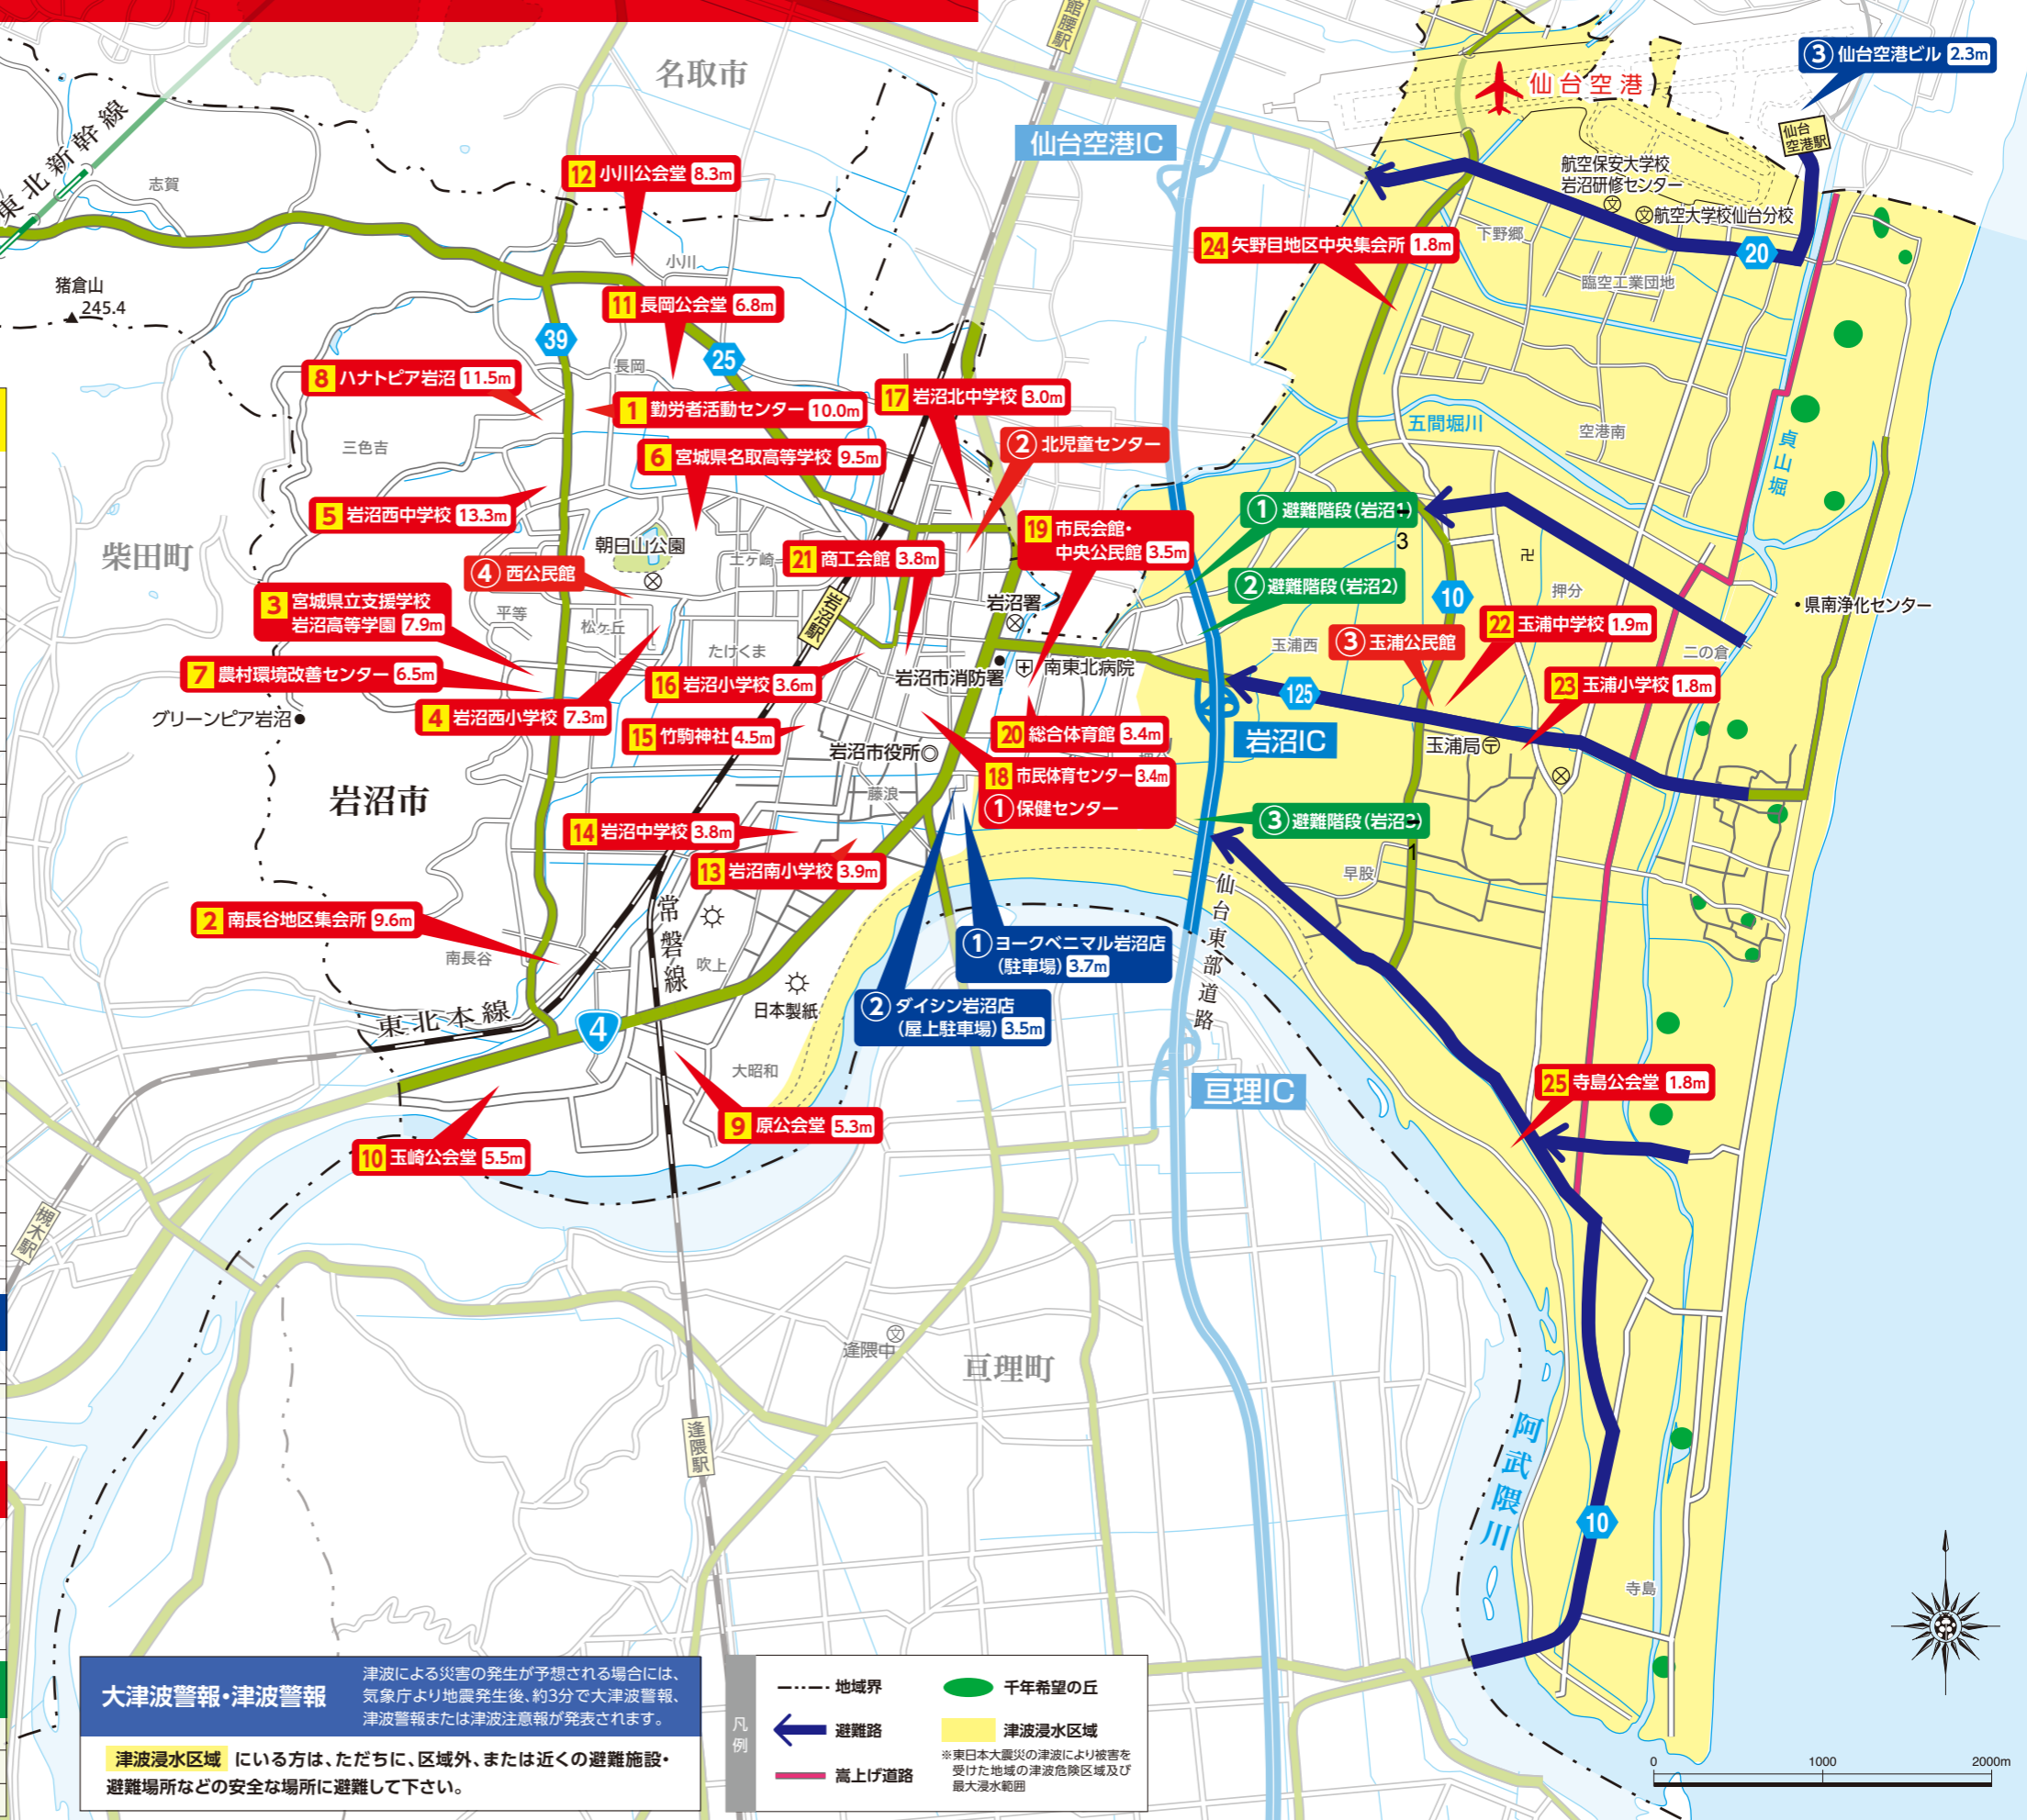 名取市
館腰駅
③ 仙台空港ビル 2.3m
仙台空港
仙台空港IC
仙台
空港駅
東北新幹線
志賀
12 小川公会堂 8.3m
航空保安大学校
岩沼研修センター
文
文航空大学校仙台分校
24 矢野目地区中央集会所 1.8m
下野郷
20
小川
臨空工業団地
猪倉山
245.4
11 長岡公会堂 6.8m
39
25
長岡
8 ハナトピア岩沼 11.5m
17 岩沼北中学校 3.0m
1 勤労者活動センター 10.0m
五間堀川
空港南
貞山堀
三色吉
6 宮城県名取高等学校 9.5m
② 北児童センター
5 岩沼西中学校 13.3m
① 避難階段(岩沼1)
3
19 市民会館・
中央公民館 3.5m
柴田町
朝日山公園
土ヶ崎
21 商工会館 3.8m
卍
④ 西公民館
② 避難階段(岩沼2)
10
押分
3 宮城県立支援学校
岩沼高等学園 7.9m
平等
松ヶ丘
岩沼駅
岩沼署
・県南浄化センター
22 玉浦中学校 1.9m
③ 玉浦公民館
玉浦西
二の倉
たけくま
7 農村環境改善センター 6.5m
16 岩沼小学校 3.6m
岩沼市消防署
南東北病院
125
23 玉浦小学校 1.8m
グリーンピア岩沼
4 岩沼西小学校 7.3m
15 竹駒神社 4.5m
20 総合体育館 3.4m
岩沼IC
玉浦局
岩沼市役所
18 市民体育センター 3.4m
① 保健センター
岩沼市
藤浪
14 岩沼中学校 3.8m
③ 避難階段(岩沼3)
1
13 岩沼南小学校 3.9m
早股
仙台東部道路
2 南長谷地区集会所 9.6m
常磐線
南長谷
吹上
① ヨークベニマル岩沼店
(駐車場) 3.7m
② ダイシン岩沼店
(屋上駐車場) 3.5m
東北本線
4
日本製紙
大昭和
亘理IC
25 寺島公会堂 1.8m
9 原公会堂 5.3m
10 玉崎公会堂 5.5m
槻木駅
文
逢隈中
亘理町
逢隈駅
阿武隈川
10
寺島
大津波警報・津波警報
津波による災害の発生が予想される場合には、
気象庁より地震発生後、約3分で大津波警報、
津波警報または津波注意報が発表されます。
津波浸水区域 にいる方は、ただちに、区域外、または近くの避難施設・
避難場所などの安全な場所に避難して下さい。
凡例
地域界
千年希望の丘
避難路
津波浸水区域
嵩上げ道路
※東日本大震災の津波により被害を
受けた地域の津波危険区域及び
最大浸水範囲
0 1000 2000m